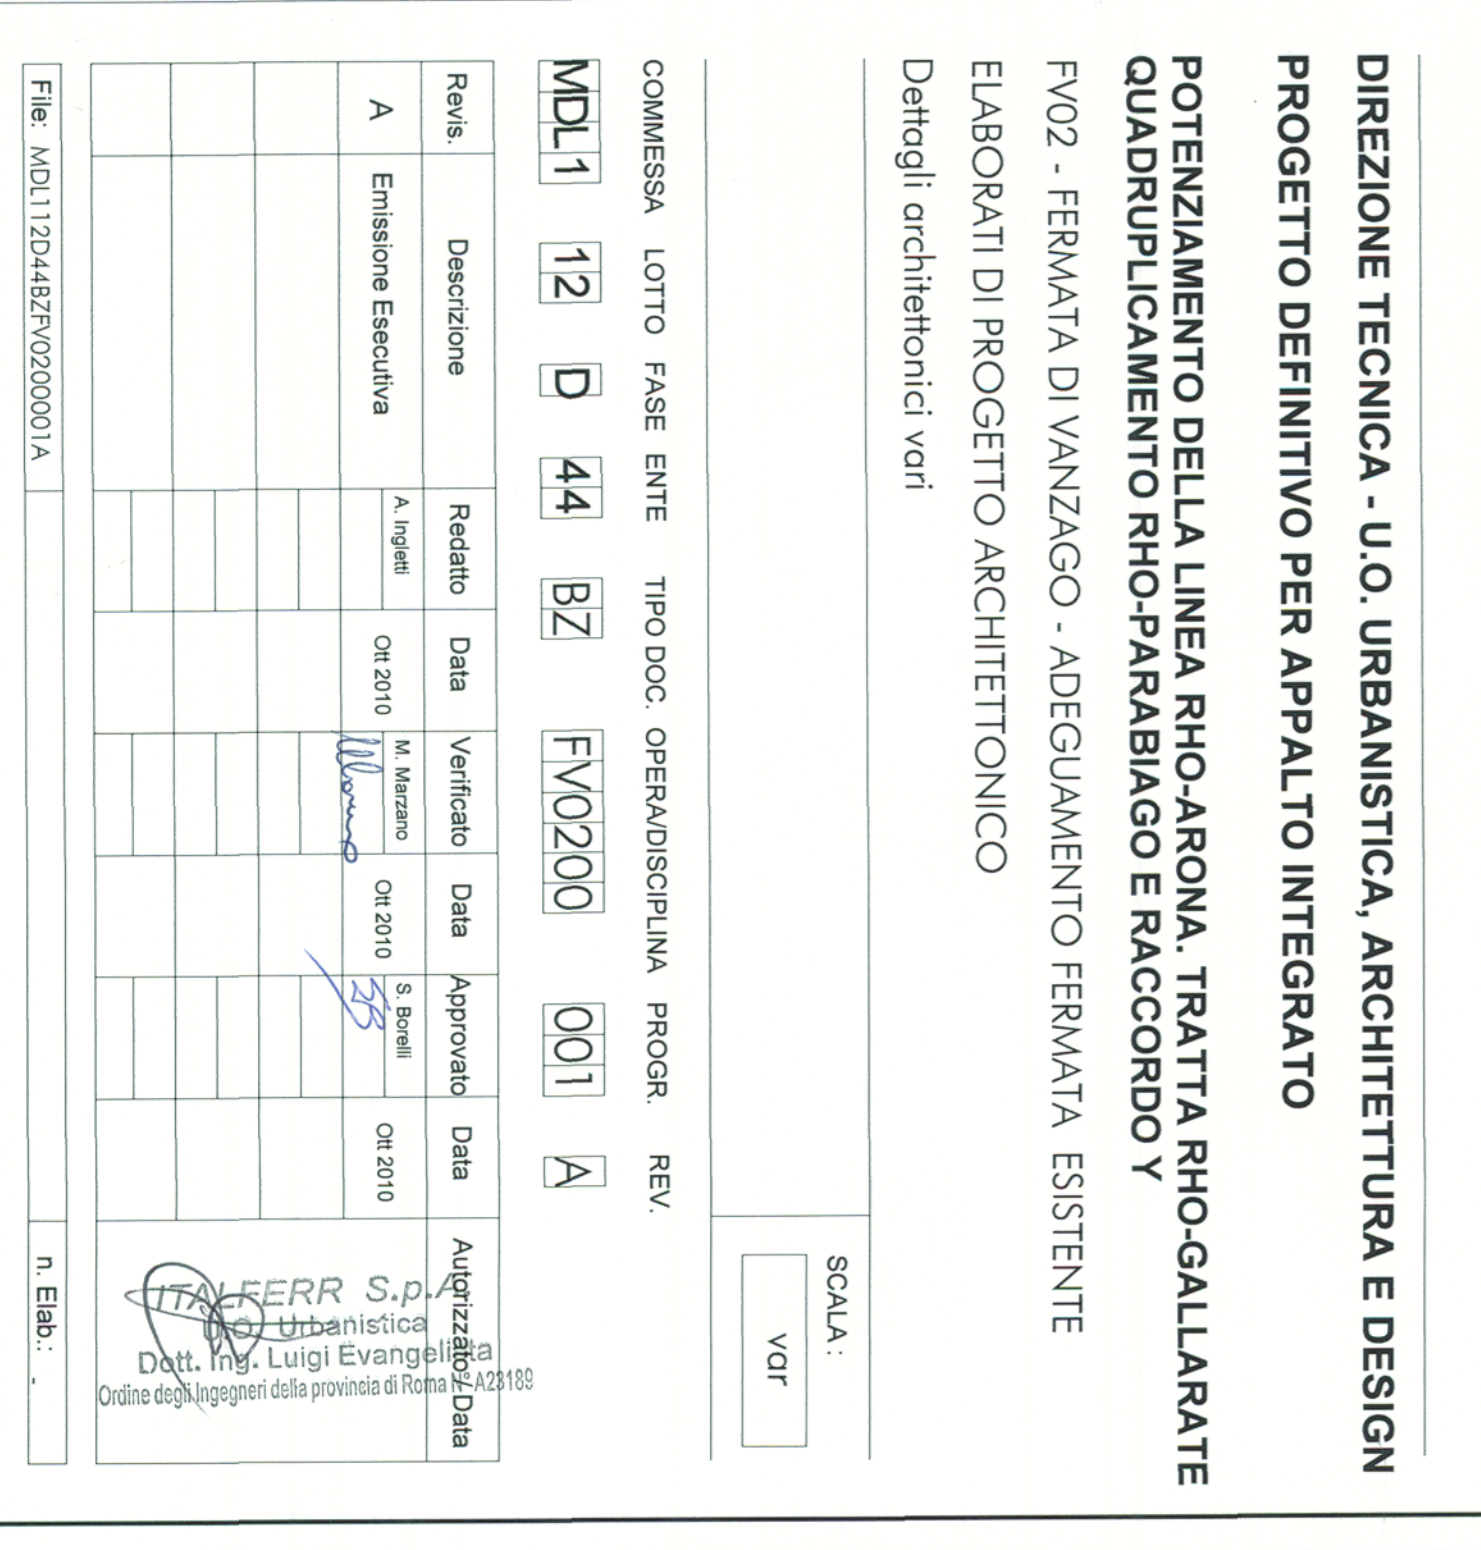 DIREZIONE TECNICA - U.O. URBANISTICA, ARCHITETTURA E DESIGN
PROGETTO DEFINITIVO PER APPALTO INTEGRATO
POTENZIAMENTO DELLA LINEA RHO-ARONA. TRATTA RHO-GALLARATE
QUADRUPLICAMENTO RHO-PARABIAGO E RACCORDO Y
FV02 - FERMATA DI VANZAGO - ADEGUAMENTO FERMATA ESISTENTE
ELABORATI DI PROGETTO ARCHITETTONICO
Dettagli architettonici vari
SCALA :
var
COMMESSA LOTTO FASE ENTE TIPO DOC. OPERA/DISCIPLINA PROGR. REV.
MDL1 12 D 44 BZ FV0200 001 A
Revis. Descrizione Redatto Data Verificato Data Approvato Data Autorizzato/Data
A Emissione Esecutiva A. Ingletti Ott 2010 M. Marzano Ott 2010 S. Borelli Ott 2010
ITALFERR S.p.A
U.O. Urbanistica
Dott. Ing. Luigi Evangelista
Ordine degli Ingegneri della provincia di Roma n° A23189
File: MDL112D44BZFV0200001A n. Elab.: -